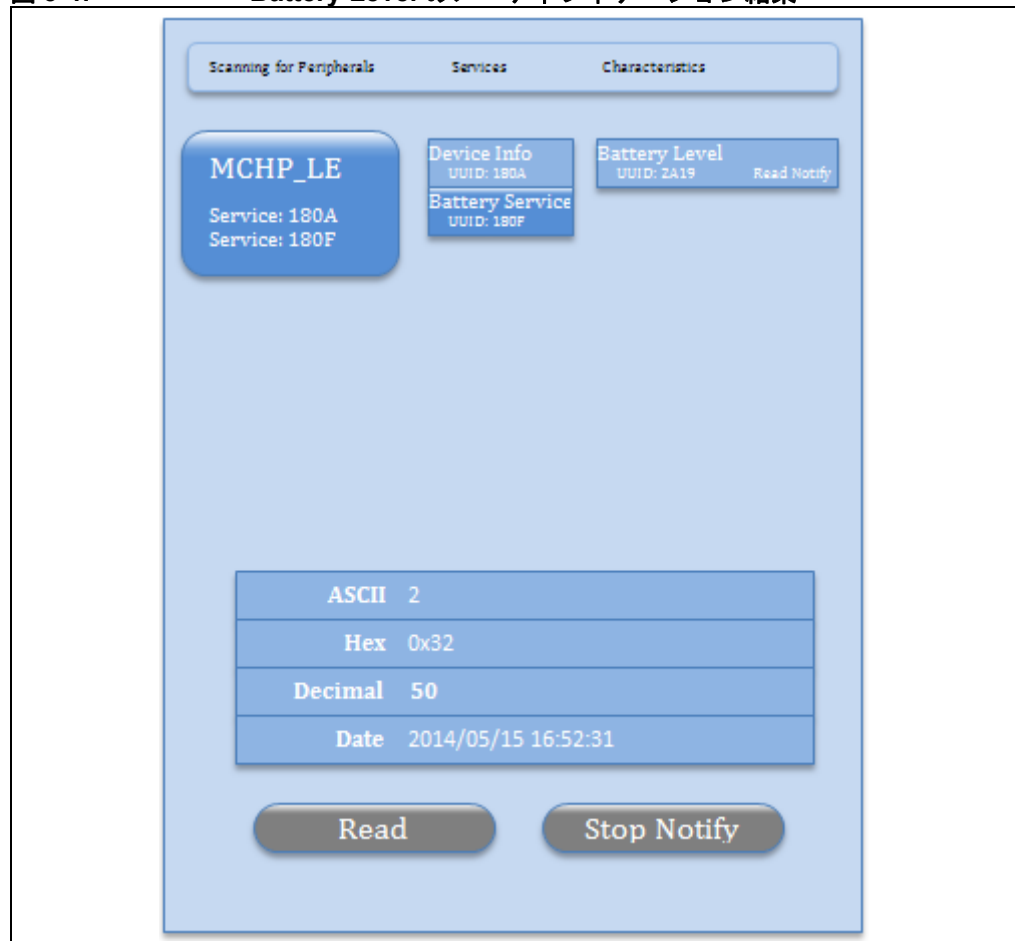 Battery Level
Scanning for Peripherals Services Characteristics
MCHP_LE
Service: 180A
Service: 180F
Device Info
UUID: 180A
Battery Service
UUID: 180F
Battery Level
UUID: 2A19 Read Notify
ASCII 2
Hex 0x32
Decimal 50
Date 2014/05/15 16:52:31
Read Stop Notify